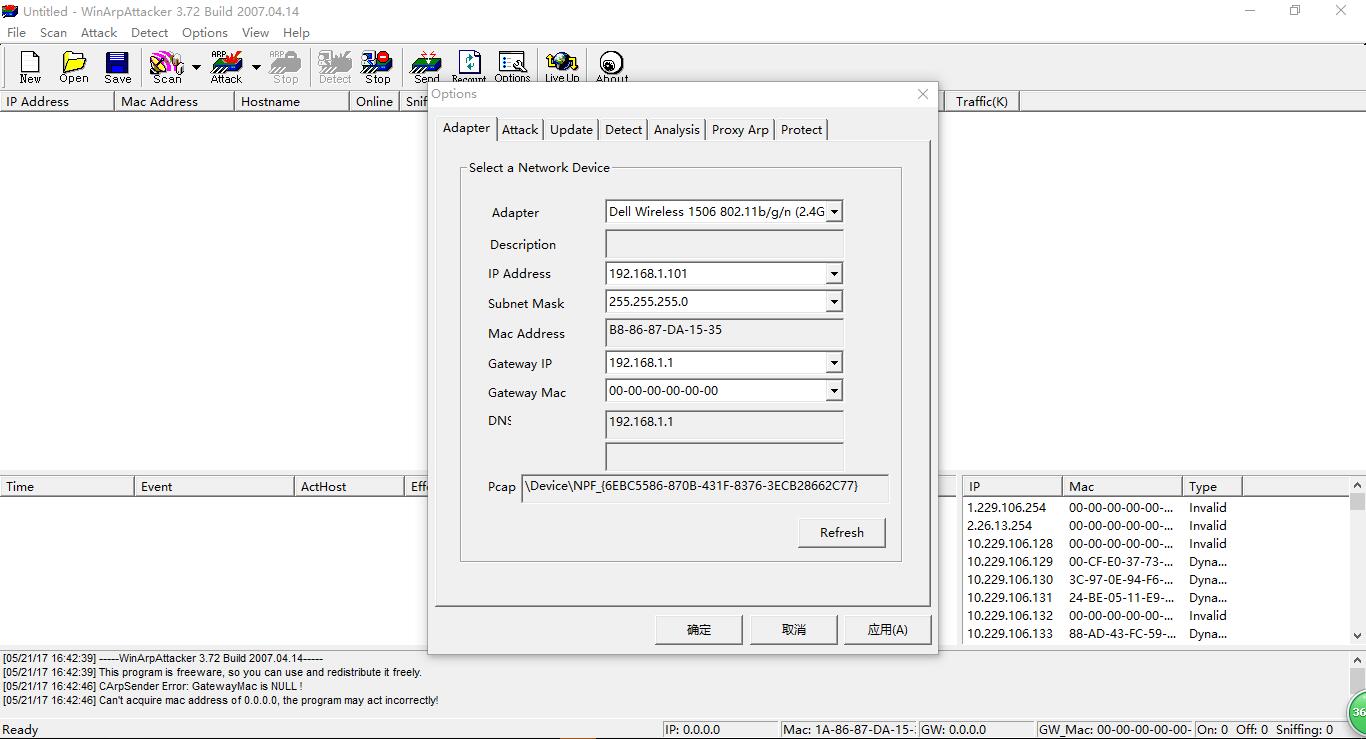 Untitled - WinArpAttacker 3.72 Build 2007.04.14
File Scan Attack Detect Options View Help
New Open Save Scan Attack Stop Detect Stop Send Recount Options Live Up About
ARP ARP
IP Address Mac Address Hostname Online Snif Traffic(K)
Options
Adapter Attack Update Detect Analysis Proxy Arp Protect
Select a Network Device
Adapter Dell Wireless 1506 802.11b/g/n (2.4G
Description
IP Address 192.168.1.101
Subnet Mask 255.255.255.0
Mac Address B8-86-87-DA-15-35
Gateway IP 192.168.1.1
Gateway Mac 00-00-00-00-00-00
DNS 192.168.1.1
Pcap \Device\NPF_{6EBC5586-870B-431F-8376-3ECB28662C77}
Refresh
确定 取消 应用(A)
Time Event ActHost Eff
IP Mac Type
1.229.106.254 00-00-00-00-00-... Invalid
2.26.13.254 00-00-00-00-00-... Invalid
10.229.106.128 00-00-00-00-00-... Invalid
10.229.106.129 00-CF-E0-37-73-... Dyna...
10.229.106.130 3C-97-0E-94-F6-... Dyna...
10.229.106.131 24-BE-05-11-E9-... Dyna...
10.229.106.132 00-00-00-00-00-... Invalid
10.229.106.133 88-AD-43-FC-59-... Dyna...
[05/21/17 16:42:39] -----WinArpAttacker 3.72 Build 2007.04.14-----
[05/21/17 16:42:39] This program is freeware, so you can use and redistribute it freely.
[05/21/17 16:42:46] CArpSender Error: GatewayMac is NULL !
[05/21/17 16:42:46] Can't acquire mac address of 0.0.0.0, the program may act incorrectly!
36
Ready IP: 0.0.0.0 Mac: 1A-86-87-DA-15- GW: 0.0.0.0 GW_Mac: 00-00-00-00-00- On: 0 Off: 0 Sniffing: 0